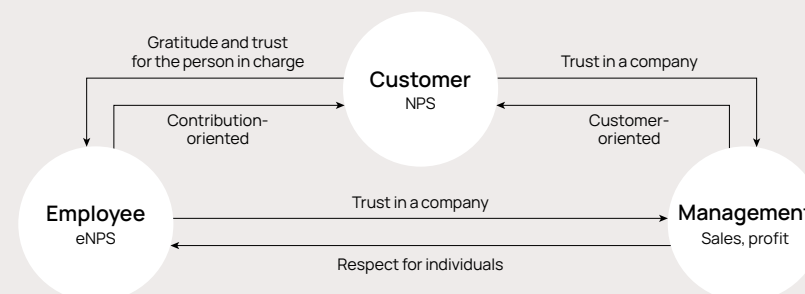 Gratitude and trust
for the person in charge
Customer
NPS
Trust in a company
Contribution-
oriented
Customer-
oriented
Employee
eNPS
Trust in a company
Management
Sales, profit
Respect for individuals